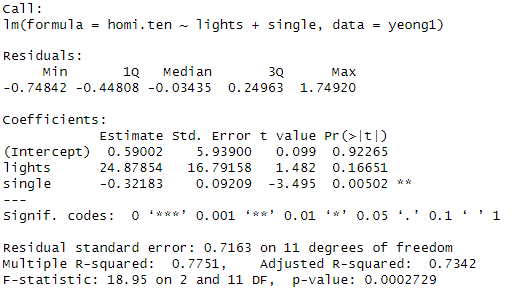 Call:
lm(formula = homi.ten ~ lights + single, data = yeong1)
Residuals:
Min 1Q Median 3Q Max
-0.74842 -0.44808 -0.03435 0.24963 1.74920
Coefficients:
Estimate Std. Error t value Pr(>|t|)
(Intercept) 0.59002 5.93900 0.099 0.92265
lights 24.87854 16.79158 1.482 0.16651
single -0.32183 0.09209 -3.495 0.00502 **
---
Signif. codes: 0 ‘***’ 0.001 ‘**’ 0.01 ‘*’ 0.05 ‘.’ 0.1 ‘ ’ 1
Residual standard error: 0.7163 on 11 degrees of freedom
Multiple R-squared: 0.7751, Adjusted R-squared: 0.7342
F-statistic: 18.95 on 2 and 11 DF, p-value: 0.0002729